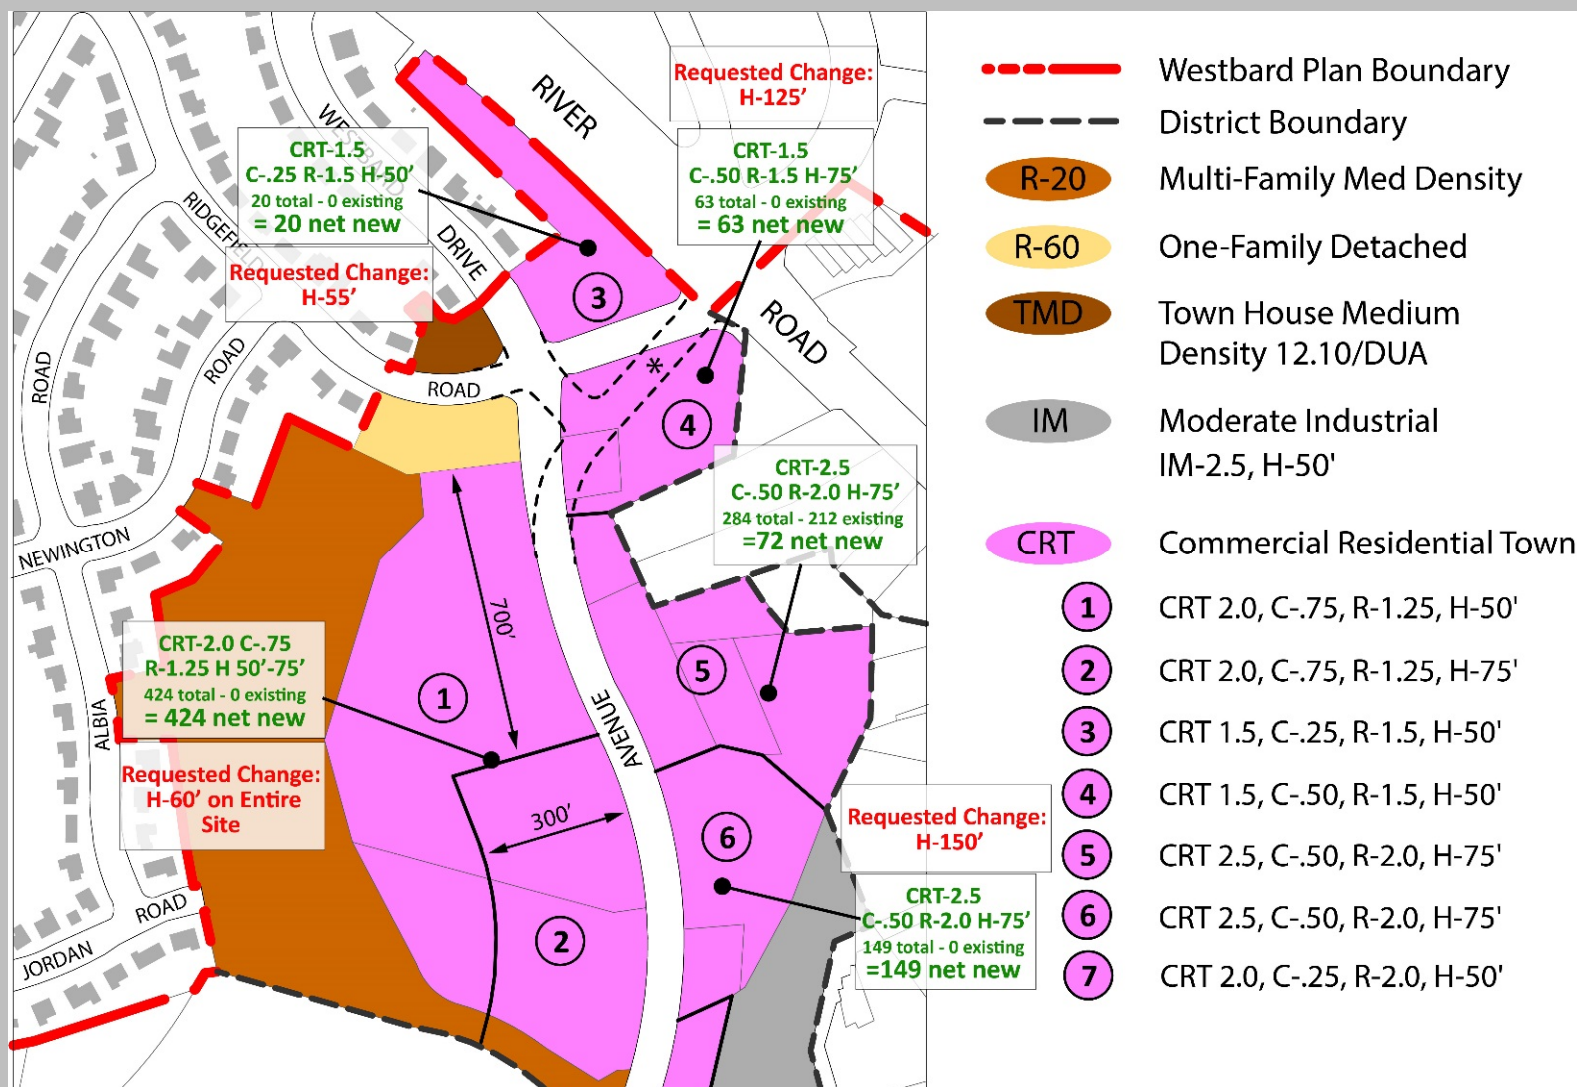 RIVER
ROAD
Requested Change:
H-125'
CRT-1.5
C-.50 R-1.5 H-75'
63 total - 0 existing
= 63 net new
WESTBARD
DRIVE
CRT-1.5
C-.25 R-1.5 H-50'
20 total - 0 existing
= 20 net new
RIDGEFIELD
ROAD
Requested Change:
H-55'
3
*
4
ROAD
ROAD
CRT-2.5
C-.50 R-2.0 H-75'
284 total - 212 existing
=72 net new
NEWINGTON
700'
CRT-2.0 C-.75
R-1.25 H 50'-75'
424 total - 0 existing
= 424 net new
1
5
ALBIA
AVENUE
Requested Change:
H-60' on Entire
Site
300'
6
Requested Change:
H-150'
CRT-2.5
C-.50 R-2.0 H-75'
149 total - 0 existing
=149 net new
2
JORDAN
ROAD
Westbard Plan Boundary
District Boundary
R-20 Multi-Family Med Density
R-60 One-Family Detached
TMD Town House Medium
Density 12.10/DUA
IM Moderate Industrial
IM-2.5, H-50'
CRT Commercial Residential Town
1 CRT 2.0, C-.75, R-1.25, H-50'
2 CRT 2.0, C-.75, R-1.25, H-75'
3 CRT 1.5, C-.25, R-1.5, H-50'
4 CRT 1.5, C-.50, R-1.5, H-50'
5 CRT 2.5, C-.50, R-2.0, H-75'
6 CRT 2.5, C-.50, R-2.0, H-75'
7 CRT 2.0, C-.25, R-2.0, H-50'